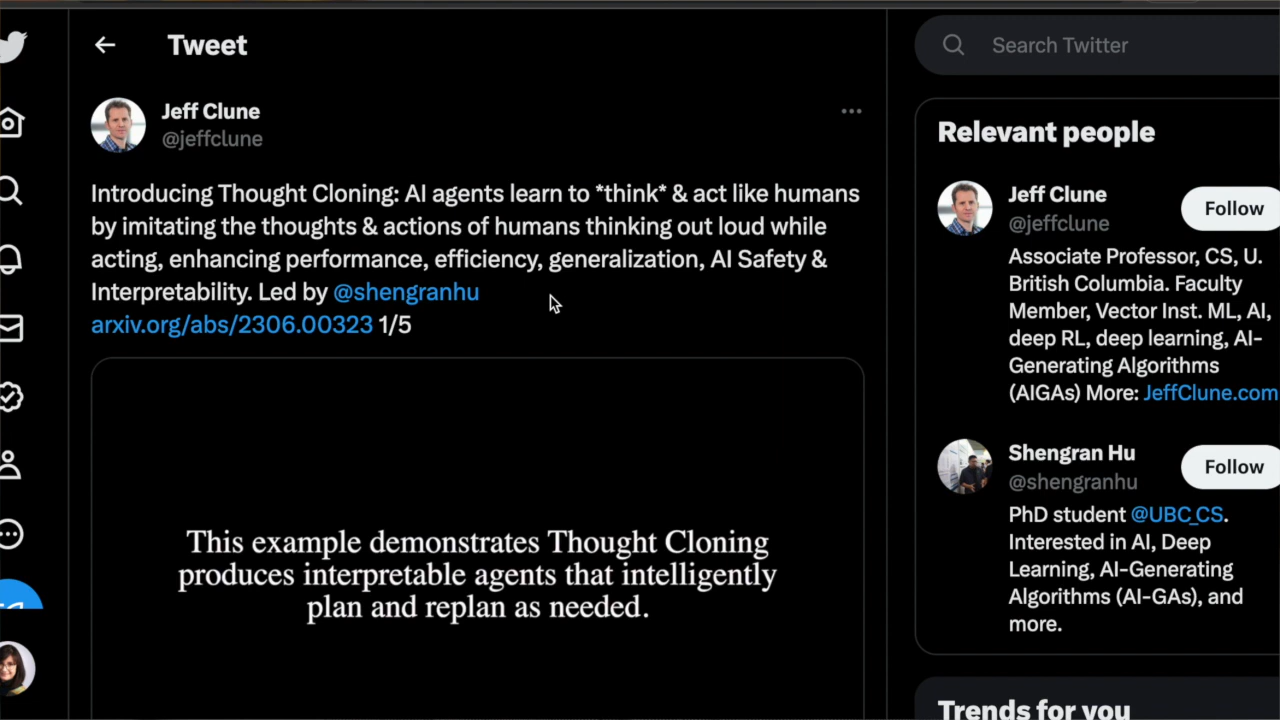 Tweet
Jeff Clune
@jeffclune
Introducing Thought Cloning: AI agents learn to *think* & act like humans
by imitating the thoughts & actions of humans thinking out loud while
acting, enhancing performance, efficiency, generalization, AI Safety &
Interpretability. Led by @shengranhu
arxiv.org/abs/2306.00323 1/5
This example demonstrates Thought Cloning
produces interpretable agents that intelligently
plan and replan as needed.
Search Twitter
Relevant people
Jeff Clune
Follow
@jeffclune
Associate Professor, CS, U.
British Columbia. Faculty
Member, Vector Inst. ML, AI,
deep RL, deep learning, AI-
Generating Algorithms
(AIGAs) More: JeffClune.com
Shengran Hu
Follow
@shengranhu
PhD student @UBC_CS.
Interested in AI, Deep
Learning, AI-Generating
Algorithms (AI-GAs), and
more.
Trends for you